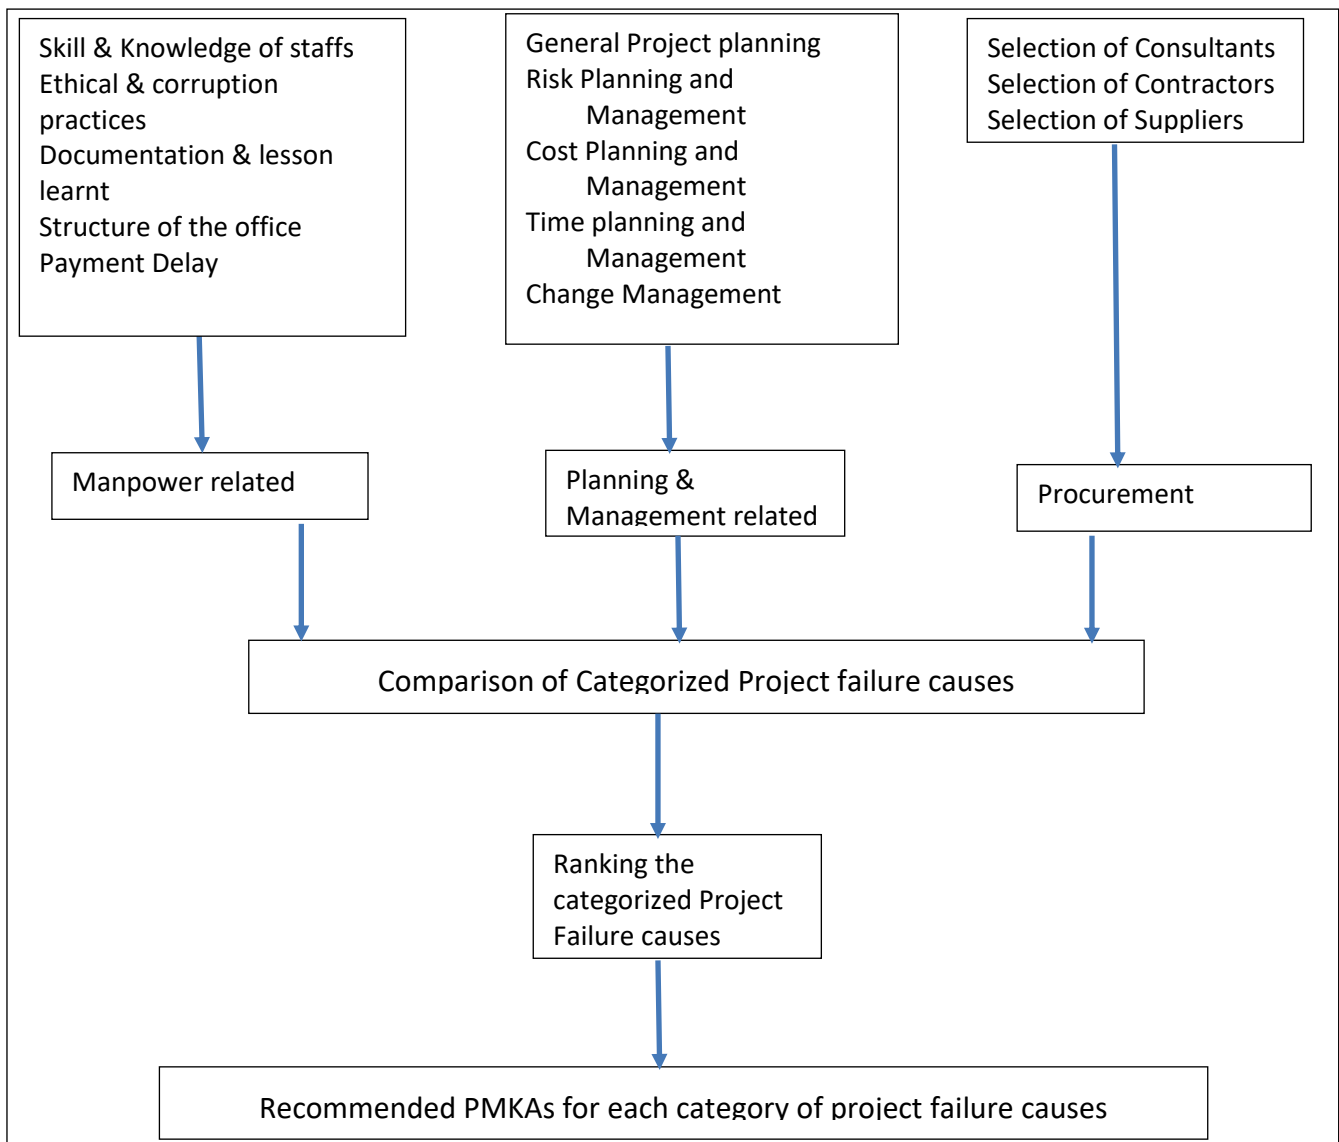 Skill & Knowledge of staffs
Ethical & corruption
practices
Documentation & lesson
learnt
Structure of the office
Payment Delay
General Project planning
Risk Planning and
Management
Cost Planning and
Management
Time planning and
Management
Change Management
Selection of Consultants
Selection of Contractors
Selection of Suppliers
Manpower related
Planning &
Management related
Procurement
Comparison of Categorized Project failure causes
Ranking the
categorized Project
Failure causes
Recommended PMKAs for each category of project failure causes